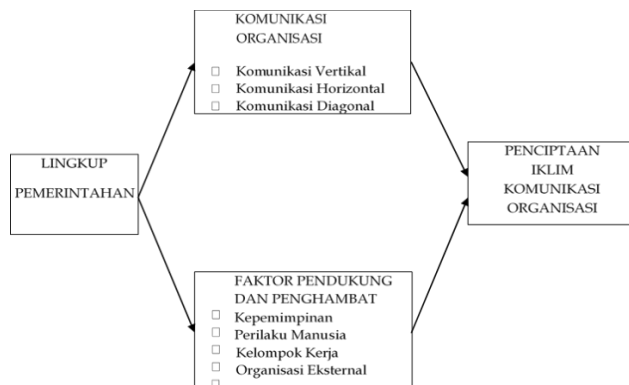 KOMUNIKASI
ORGANISASI
□ Komunikasi Vertikal
□ Komunikasi Horizontal
□ Komunikasi Diagonal
LINGKUP
PEMERINTAHAN
PENCIPTAAN
IKLIM
KOMUNIKASI
ORGANISASI
FAKTOR PENDUKUNG
DAN PENGHAMBAT
□ Kepemimpinan
□ Perilaku Manusia
□ Kelompok Kerja
□ Organisasi Eksternal
□